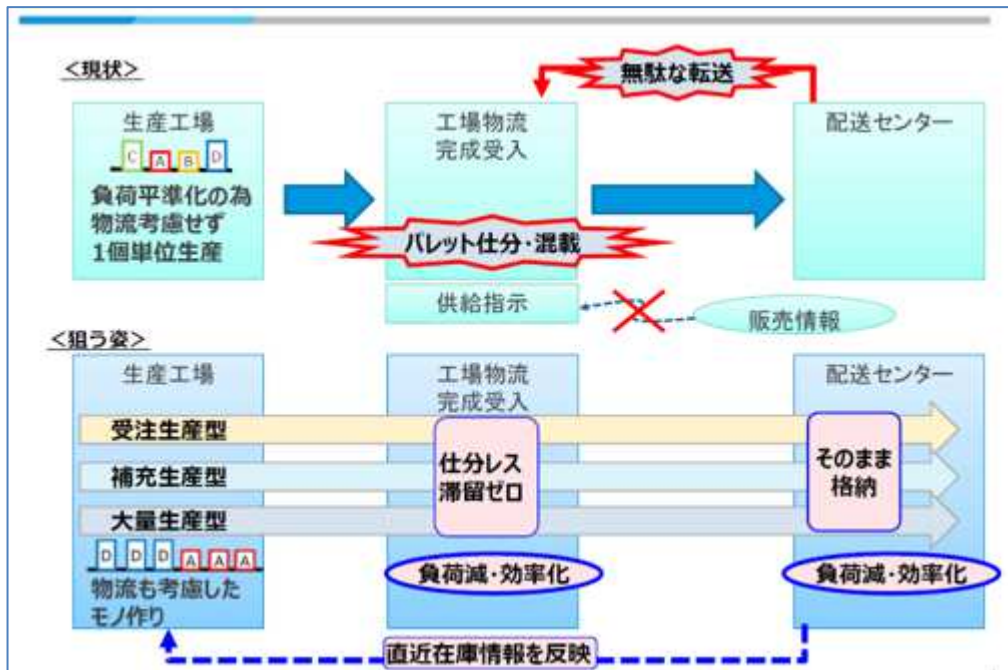 <現状>
無駄な転送
生産工場
C A B D
負荷平準化の為
物流考慮せず
1個単位生産
工場物流
完成受入
パレット仕分・混載
配送センター
供給指示
販売情報
<狙う姿>
生産工場
工場物流
完成受入
配送センター
受注生産型
補充生産型
大量生産型
仕分レス
滞留ゼロ
そのまま
格納
D D D A A A
物流も考慮した
モノ作り
負荷減・効率化
負荷減・効率化
直近在庫情報を反映